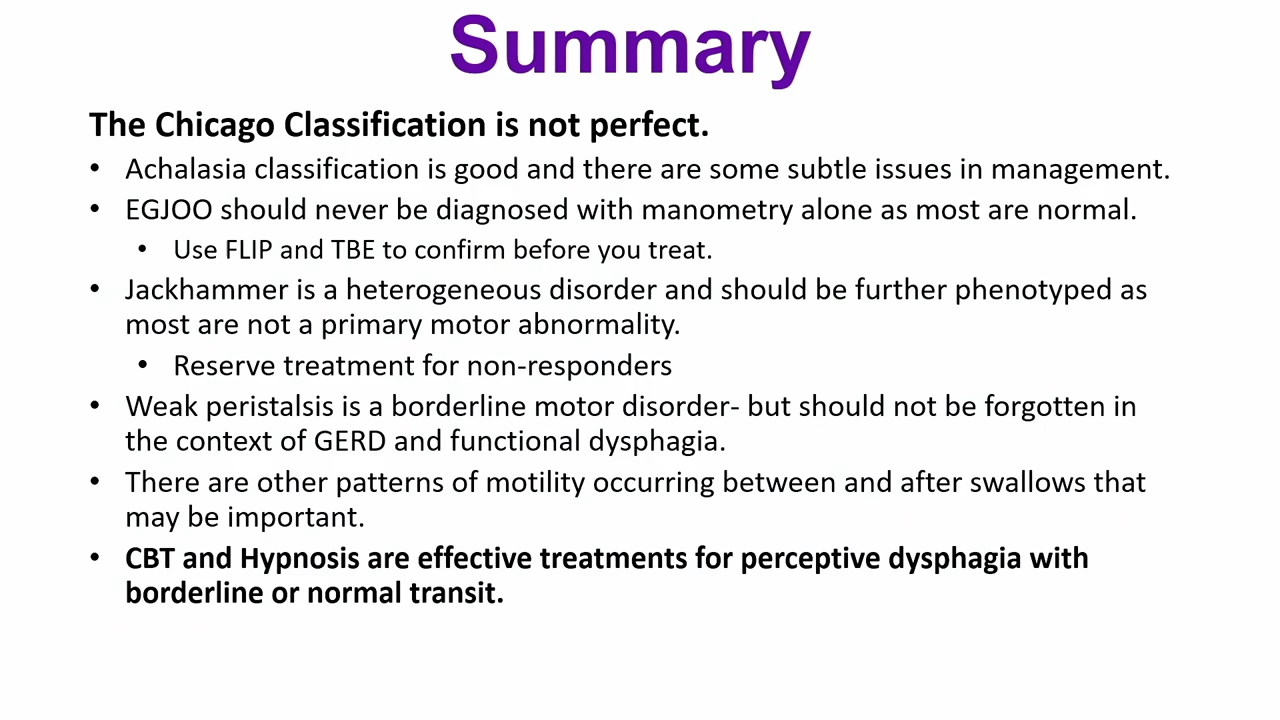 Summary
The Chicago Classification is not perfect.
• Achalasia classification is good and there are some subtle issues in management.
• EGJOO should never be diagnosed with manometry alone as most are normal.
• Use FLIP and TBE to confirm before you treat.
• Jackhammer is a heterogeneous disorder and should be further phenotyped as
most are not a primary motor abnormality.
• Reserve treatment for non-responders
• Weak peristalsis is a borderline motor disorder- but should not be forgotten in
the context of GERD and functional dysphagia.
• There are other patterns of motility occurring between and after swallows that
may be important.
• CBT and Hypnosis are effective treatments for perceptive dysphagia with
borderline or normal transit.